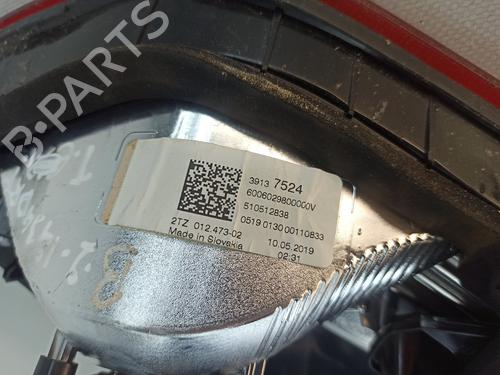 B-PARTS
3913 7524
6006029800000V
510512838
0519 0130 00110833
2TZ 012.473-02 10.05.2019
Made in Slovakia 02:31
B